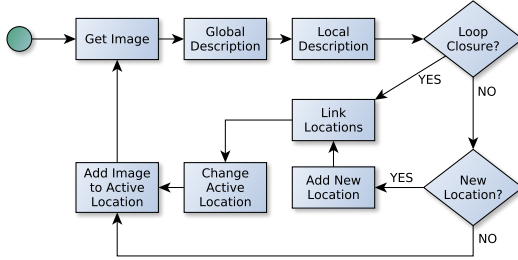 Get Image
Global
Description
Local
Description
Loop
Closure?
YES
NO
Link
Locations
Add Image
to Active
Location
Change
Active
Location
Add New
Location
YES
New
Location?
NO